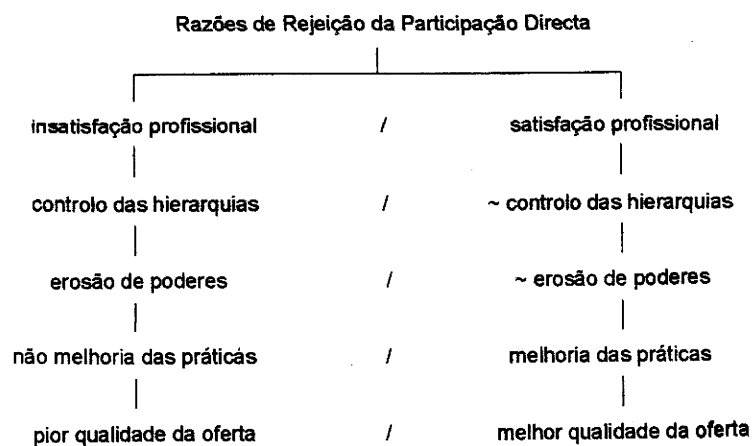 Razões de Rejeição da Participação Directa
insatisfação profissional / satisfação profissional
controlo das hierarquias / ~ controlo das hierarquias
erosão de poderes / ~ erosão de poderes
não melhoria das práticas / melhoria das práticas
pior qualidade da oferta / melhor qualidade da oferta